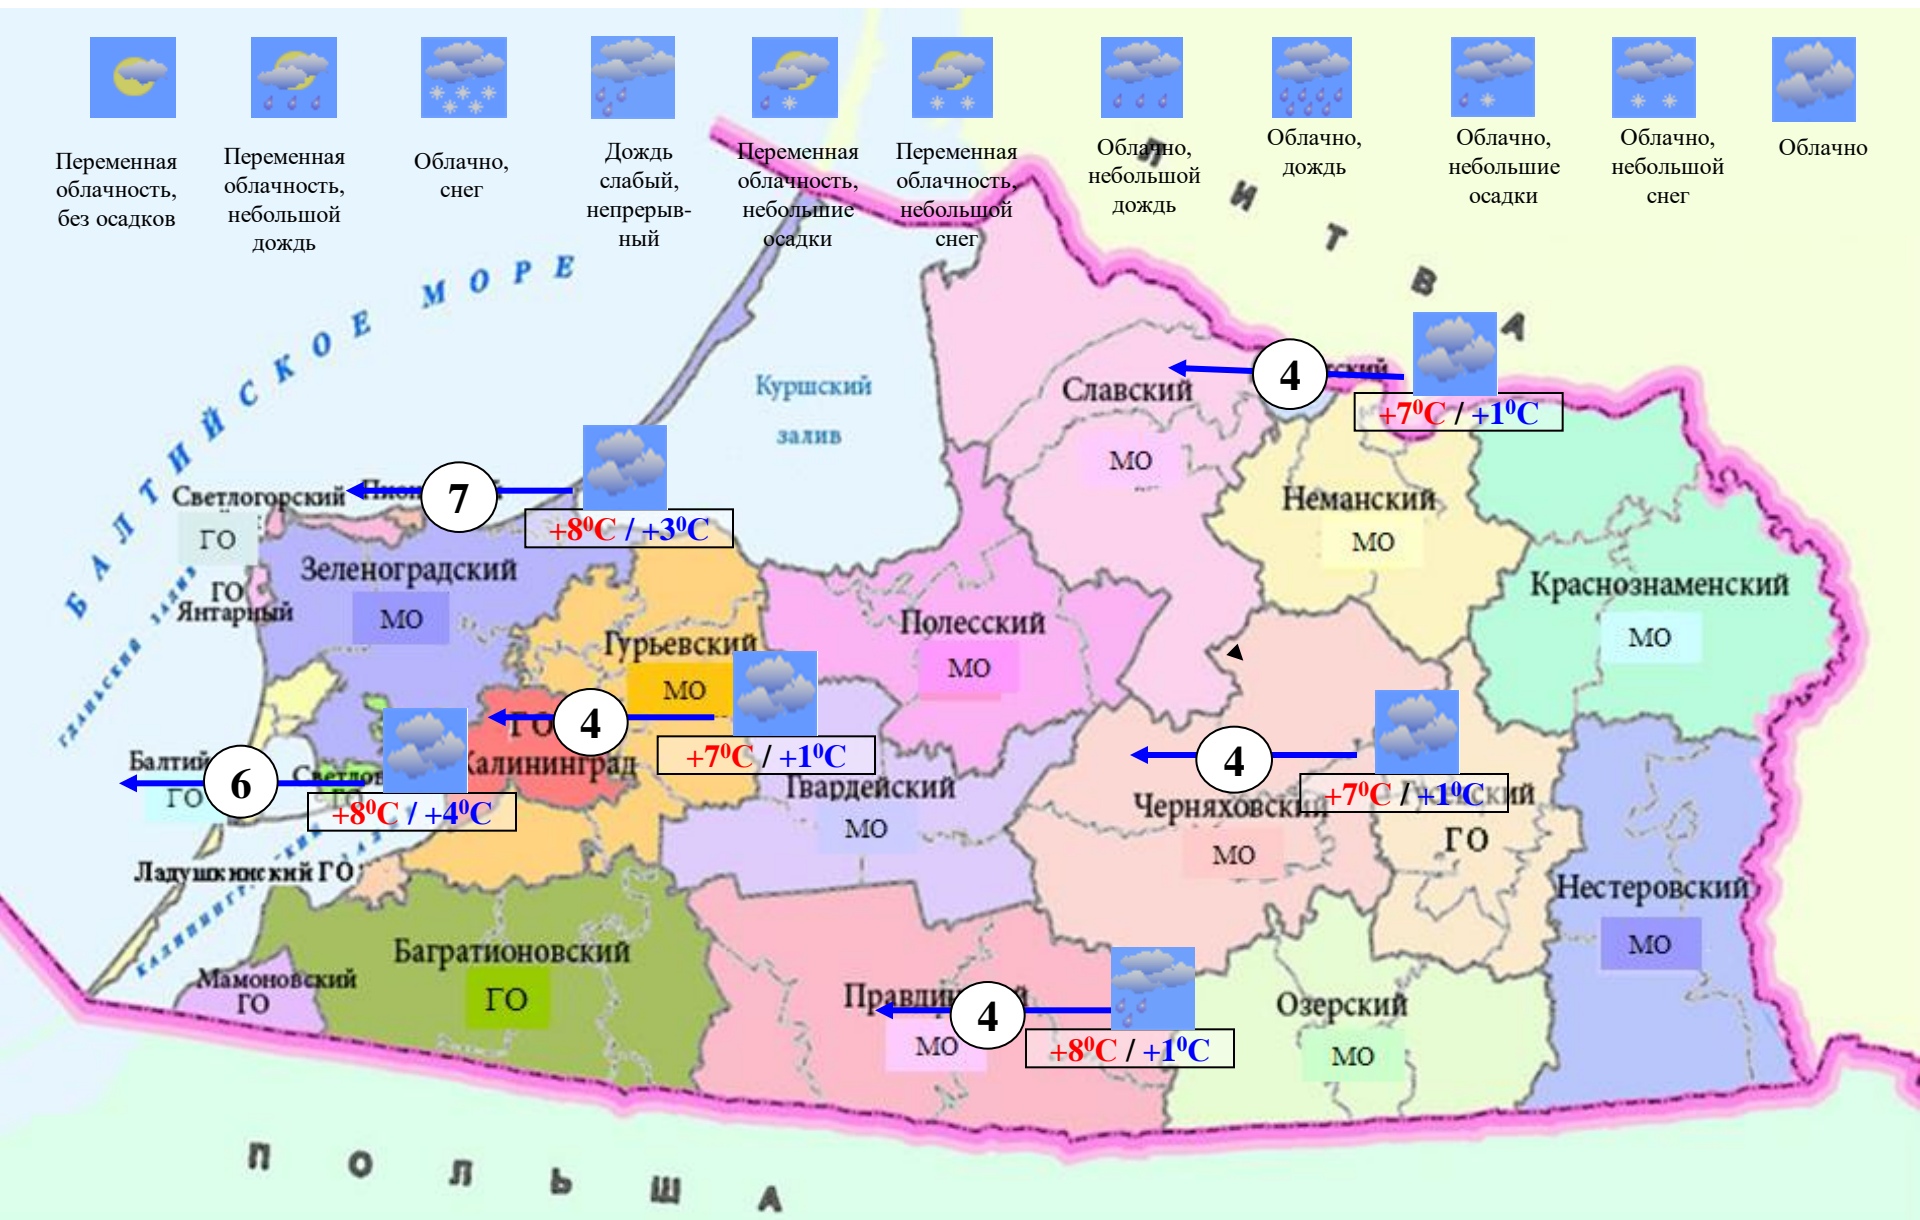 Переменная
облачность,
без осадков
Переменная
облачность,
небольшой
дождь
Облачно,
снег
Дождь
слабый,
непрерыв-
ный
Переменная
облачность,
небольшие
осадки
Переменная
облачность,
небольшой
снег
Облачно,
небольшой
дождь
Облачно,
дождь
Облачно,
небольшие
осадки
Облачно,
небольшой
снег
Облачно
ЛИТВА
БАЛТИЙСКОЕ МОРЕ
Куршский
залив
Славский
МО
4
+7⁰C / +1⁰C
Светлогорский
ГО
7
+8⁰C / +3⁰C
Неманский
МО
Зеленоградский
МО
ГО
Янтарный
Краснознаменский
МО
Гурьевский
МО
Полесский
МО
4
+7⁰C / +1⁰C
ГО
Калининград
Балтий
ГО
6
+8⁰C / +4⁰C
Гвардейский
МО
4
+7⁰C / +1⁰C
Черняховский
МО
ГО
Ладушкинский ГО
Нестеровский
МО
Багратионовский
ГО
Мамоновский
ГО
МО
4
+8⁰C / +1⁰C
Озерский
МО
ПОЛЬША